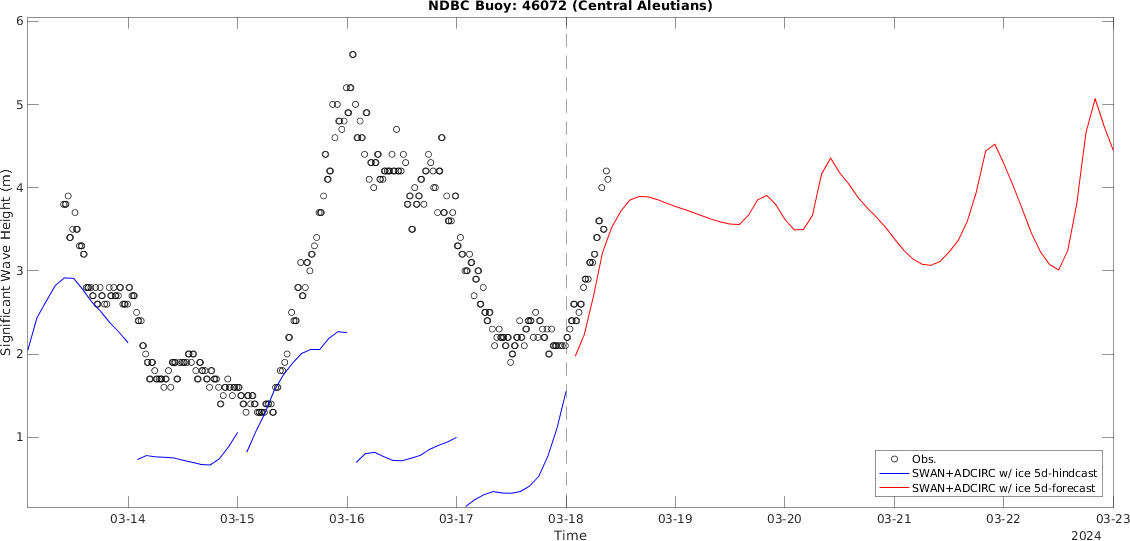 NDBC Buoy: 46072 (Central Aleutians)
Significant Wave Height (m)
6
5
4
3
2
1
Obs.
SWAN+ADCIRC w/ ice 5d-hindcast
SWAN+ADCIRC w/ ice 5d-forecast
03-14 03-15 03-16 03-17 03-18 03-19 03-20 03-21 03-22 03-23
Time
2024